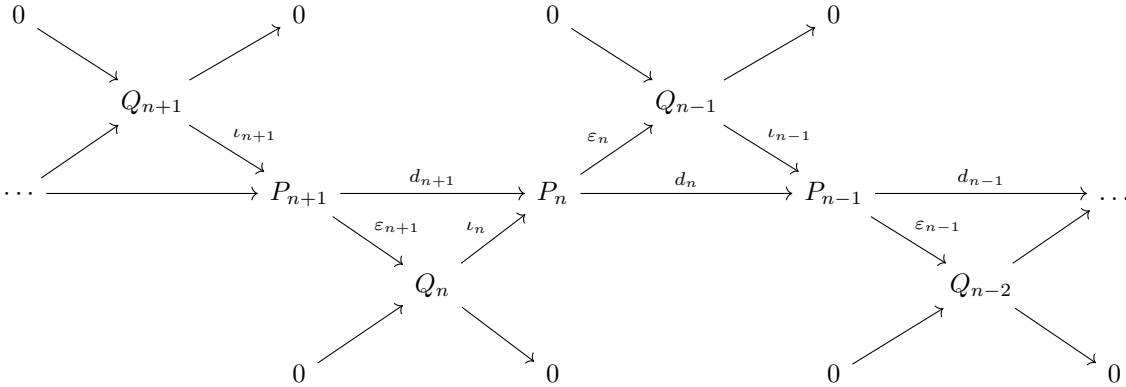 0 0 0 0
Q_{n+1} Q_{n-1}
ι_{n+1} ε_n ι_{n-1}
… P_{n+1} d_{n+1} P_n d_n P_{n-1} d_{n-1} …
ε_{n+1} ι_n ε_{n-1}
Q_n Q_{n-2}
0 0 0 0